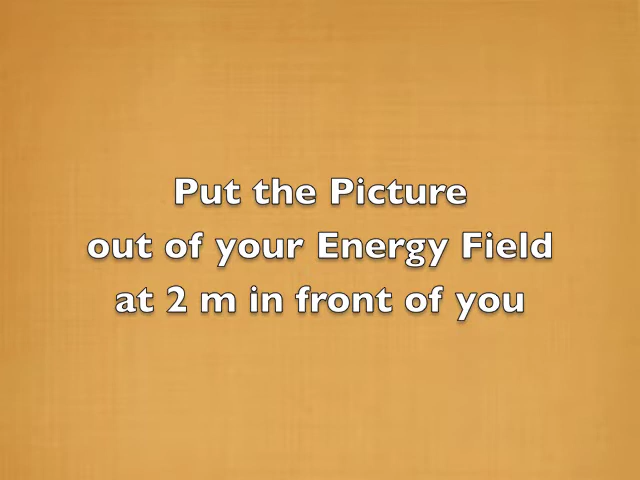 Put the Picture
out of your Energy Field
at 2 m in front of you